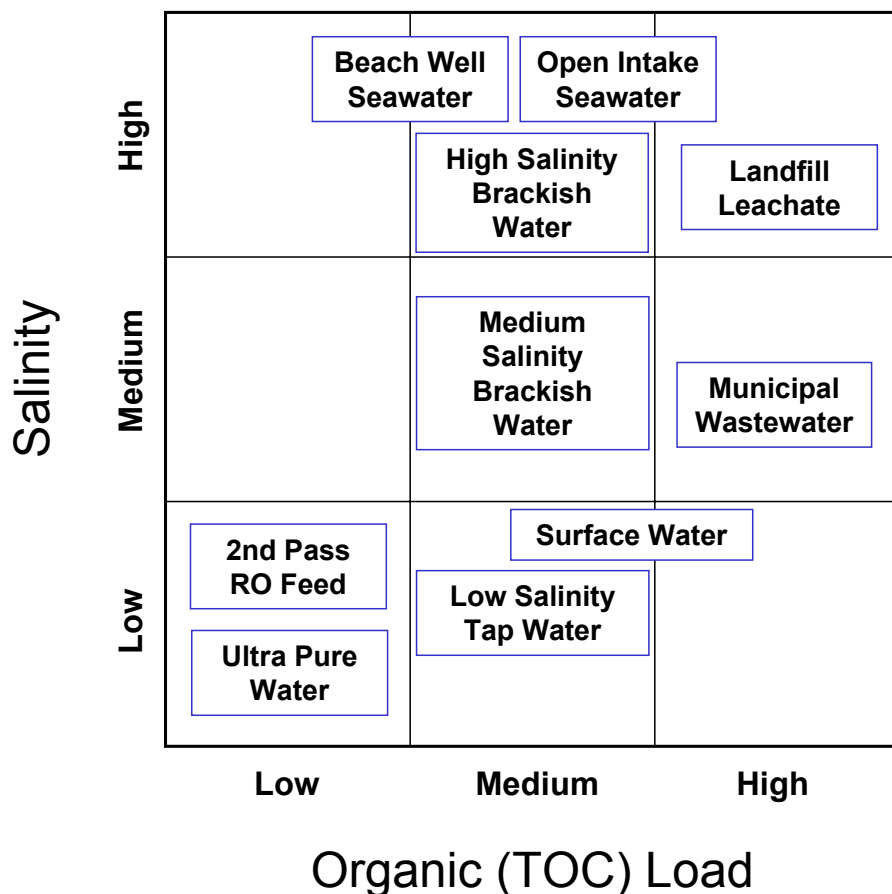 Beach Well
Seawater
Open Intake
Seawater
High Salinity
Brackish
Water
Landfill
Leachate
High
Medium
Salinity
Brackish
Water
Municipal
Wastewater
Medium
Salinity
2nd Pass
RO Feed
Surface Water
Low Salinity
Tap Water
Ultra Pure
Water
Low
Low
Medium
High
Organic (TOC) Load